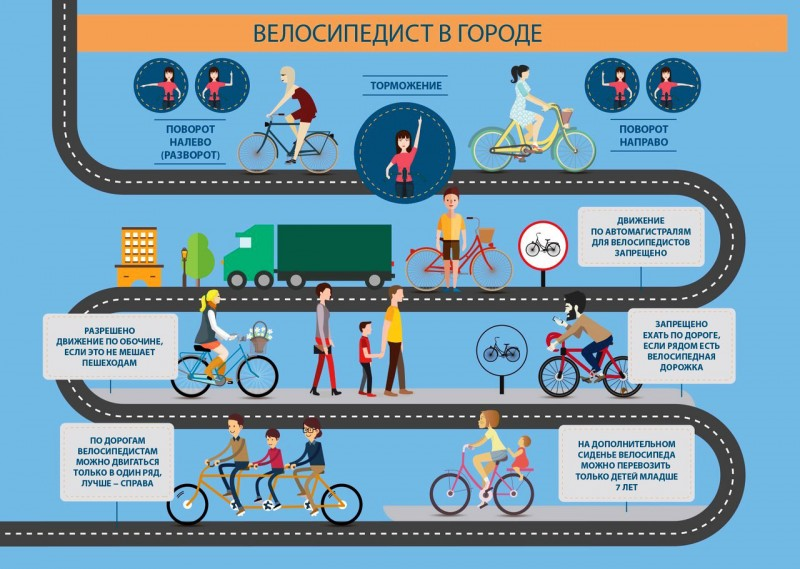 ВЕЛОСИПЕДИСТ В ГОРОДЕ
ТОРМОЖЕНИЕ
ПОВОРОТ
НАЛЕВО
(РАЗВОРОТ)
ПОВОРОТ
НАПРАВО
ДВИЖЕНИЕ
ПО АВТОМАГИСТРАЛЯМ
ДЛЯ ВЕЛОСИПЕДИСТОВ
ЗАПРЕЩЕНО
РАЗРЕШЕНО
ДВИЖЕНИЕ ПО ОБОЧИНЕ,
ЕСЛИ ЭТО НЕ МЕШАЕТ
ПЕШЕХОДАМ
ЗАПРЕЩЕНО
ЕХАТЬ ПО ДОРОГЕ,
ЕСЛИ РЯДОМ ЕСТЬ
ВЕЛОСИПЕДНАЯ
ДОРОЖКА
ПО ДОРОГАМ
ВЕЛОСИПЕДИСТАМ
МОЖНО ДВИГАТЬСЯ
ТОЛЬКО В ОДИН РЯД,
ЛУЧШЕ – СПРАВА
НА ДОПОЛНИТЕЛЬНОМ
СИДЕНЬЕ ВЕЛОСИПЕДА
МОЖНО ПЕРЕВОЗИТЬ
ТОЛЬКО ДЕТЕЙ МЛАДШЕ
7 ЛЕТ